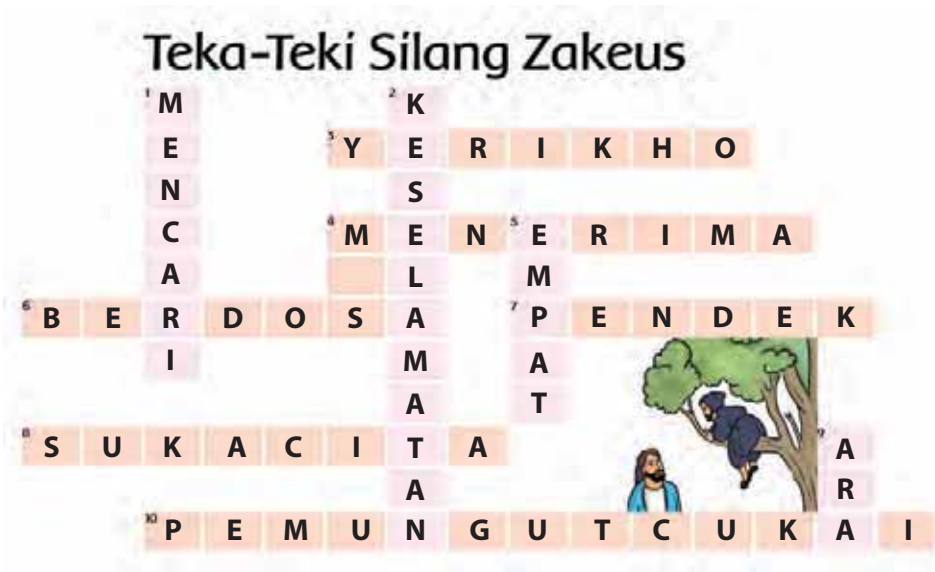 Teka-Teki Silang Zakeus
1 M 2 K
E 3 Y E R I K H O
N S
C 4 M E N 5 E R I M A
A L M
6 B E R D O S A 7 P E N D E K
I M A
A T
8 S U K A C I T A 9 A
A R
10 P E M U N G U T C U K A I